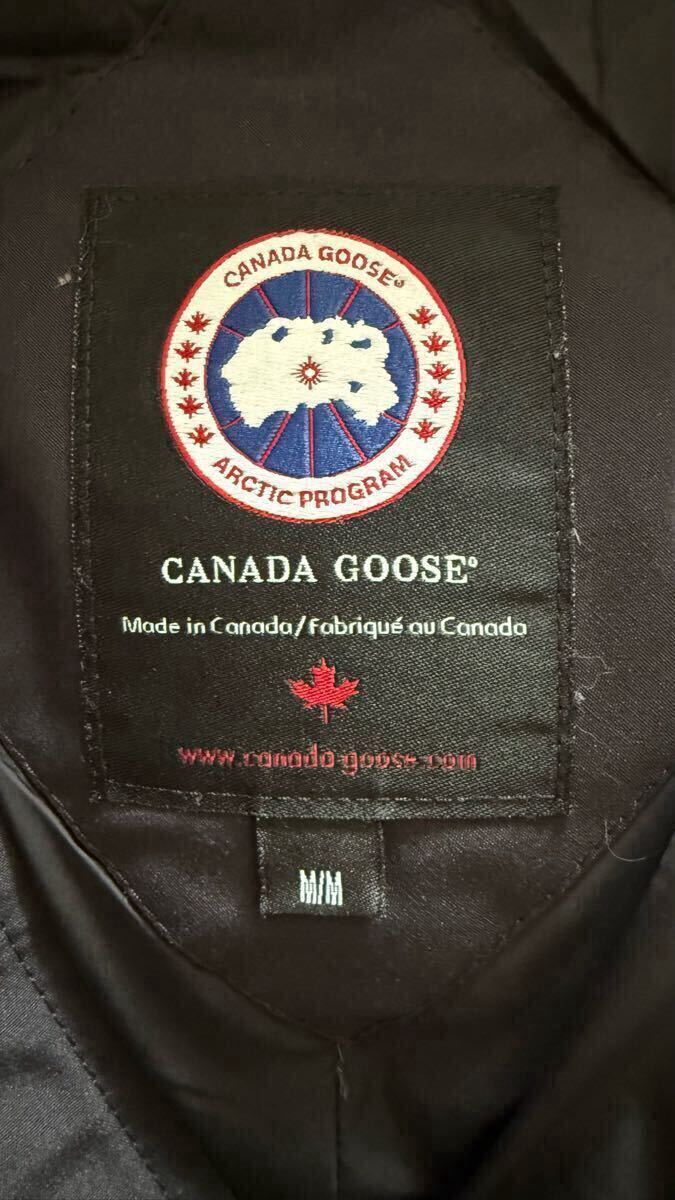 CANADA GOOSE®
ARCTIC PROGRAM
CANADA GOOSE®
Made in Canada/Fabriqué au Canada
www.canada-goose.com
M/M